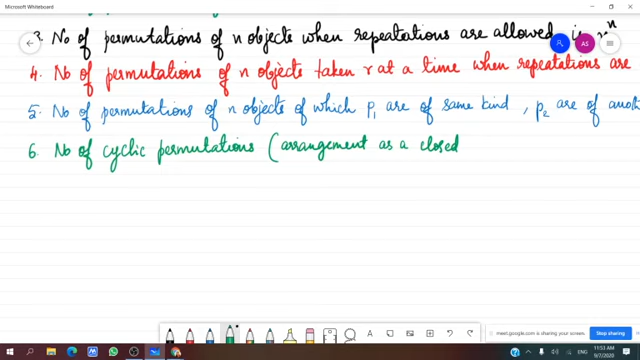 Microsoft Whiteboard
3. No of permutations of n objects when repeatations are allowed is nⁿ
4. No of permutations of n objects taken r at a time when repeatations are
5. No of permutations of n objects of which p₁ are of same kind, p₂ are of anoth
6. No of cyclic permutations (arrangement as a closed
AS
meet.google.com is sharing your screen.
Stop sharing
ENG
11:53 AM
9/7/2020